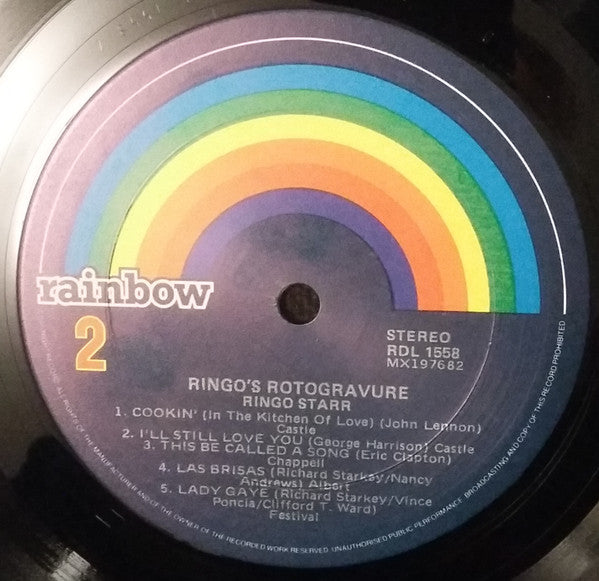 rainbow
2
STEREO
RDL 1558
MX197682
RINGO'S ROTOGRAVURE
RINGO STARR
1. COOKIN' (In The Kitchen Of Love) (John Lennon)
Castle
2. I'LL STILL LOVE YOU (George Harrison) Castle
3. THIS BE CALLED A SONG (Eric Clapton)
Chappell
4. LAS BRISAS (Richard Starkey/Nancy
Andrews) Albert
5. LADY GAYE (Richard Starkey/Vince
Poncia/Clifford T. Ward)
Festival
ALL RIGHTS OF THE MANUFACTURER AND OF THE OWNER OF THE RECORDED WORK RESERVED. UNAUTHORISED PUBLIC PERFORMANCE BROADCASTING AND COPY OF THIS RECORD PROHIBITED